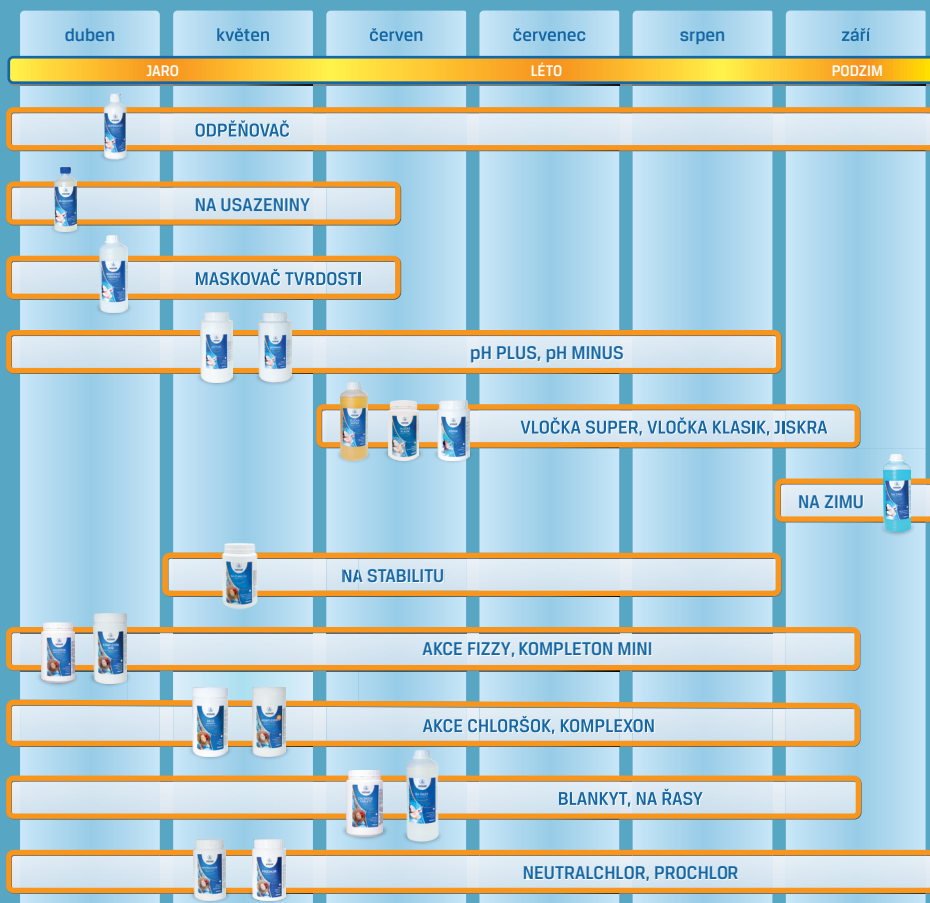 duben květen červen červenec srpen září
JARO LÉTO PODZIM
ODPĚŇOVAČ
NA USAZENINY
MASKOVAČ TVRDOSTI
pH PLUS, pH MINUS
VLOČKA SUPER, VLOČKA KLASIK, JISKRA
NA ZIMU
NA STABILITU
AKCE FIZZY, KOMPLETON MINI
AKCE CHLORŠOK, KOMPLEXON
BLANKYT, NA ŘASY
NEUTRALCHLOR, PROCHLOR